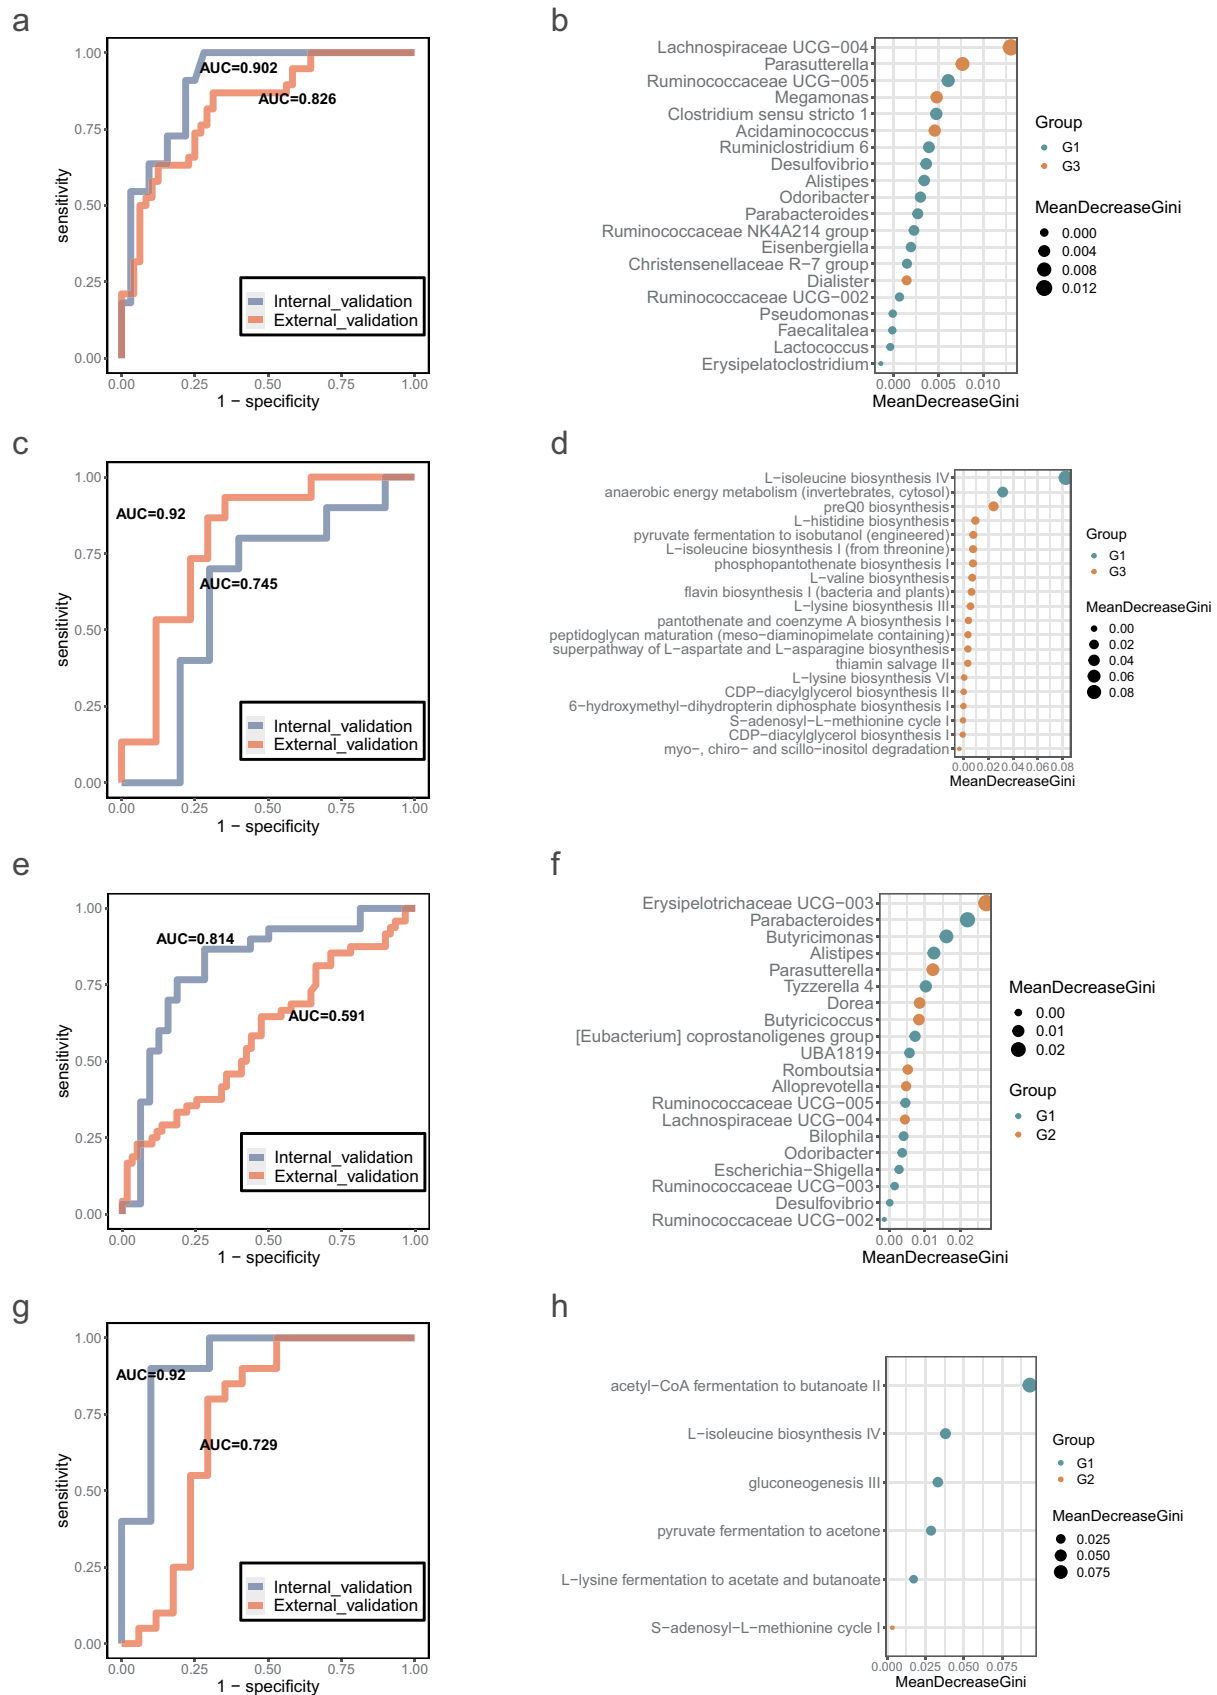 a
1.00
0.75
0.50
0.25
0.00
sensitivity
AUC=0.902
AUC=0.826
Internal_validation
External_validation
0.00 0.25 0.50 0.75 1.00
1 − specificity
b
Lachnospiraceae UCG−004
Parasutterella
Ruminococcaceae UCG−005
Megamonas
Clostridium sensu stricto 1
Acidaminococcus
Ruminiclostridium 6
Desulfovibrio
Alistipes
Odoribacter
Parabacteroides
Ruminococcaceae NK4A214 group
Eisenbergiella
Christensenellaceae R−7 group
Dialister
Ruminococcaceae UCG−002
Pseudomonas
Faecalitalea
Lactococcus
Erysipelatoclostridium
0.000 0.005 0.010
MeanDecreaseGini
Group
G1
G3
MeanDecreaseGini
0.000
0.004
0.008
0.012
c
1.00
0.75
0.50
0.25
0.00
sensitivity
AUC=0.92
AUC=0.745
Internal_validation
External_validation
0.00 0.25 0.50 0.75 1.00
1 − specificity
d
L−isoleucine biosynthesis IV
anaerobic energy metabolism (invertebrates, cytosol)
preQ0 biosynthesis
L−histidine biosynthesis
pyruvate fermentation to isobutanol (engineered)
L−isoleucine biosynthesis I (from threonine)
phosphopantothenate biosynthesis I
L−valine biosynthesis
flavin biosynthesis I (bacteria and plants)
L−lysine biosynthesis III
pantothenate and coenzyme A biosynthesis I
peptidoglycan maturation (meso−diaminopimelate containing)
superpathway of L−aspartate and L−asparagine biosynthesis
thiamin salvage II
L−lysine biosynthesis VI
CDP−diacylglycerol biosynthesis II
6−hydroxymethyl−dihydropterin diphosphate biosynthesis I
S−adenosyl−L−methionine cycle I
CDP−diacylglycerol biosynthesis I
myo−, chiro− and scillo−inositol degradation
0.00 0.02 0.04 0.06 0.08
MeanDecreaseGini
Group
G1
G3
MeanDecreaseGini
0.00
0.02
0.04
0.06
0.08
e
1.00
0.75
0.50
0.25
0.00
sensitivity
AUC=0.814
AUC=0.591
Internal_validation
External_validation
0.00 0.25 0.50 0.75 1.00
1 − specificity
f
Erysipelotrichaceae UCG−003
Parabacteroides
Butyricimonas
Alistipes
Parasutterella
Tyzzerella 4
Dorea
Butyricicoccus
[Eubacterium] coprostanoligenes group
UBA1819
Romboutsia
Alloprevotella
Ruminococcaceae UCG−005
Lachnospiraceae UCG−004
Bilophila
Odoribacter
Escherichia−Shigella
Ruminococcaceae UCG−003
Desulfovibrio
Ruminococcaceae UCG−002
0.00 0.01 0.02
MeanDecreaseGini
MeanDecreaseGini
0.00
0.01
0.02
Group
G1
G2
g
1.00
0.75
0.50
0.25
0.00
sensitivity
AUC=0.92
AUC=0.729
Internal_validation
External_validation
0.00 0.25 0.50 0.75 1.00
1 − specificity
h
acetyl−CoA fermentation to butanoate II
L−isoleucine biosynthesis IV
gluconeogenesis III
pyruvate fermentation to acetone
L−lysine fermentation to acetate and butanoate
S−adenosyl−L−methionine cycle I
0.000 0.025 0.050 0.075
MeanDecreaseGini
Group
G1
G2
MeanDecreaseGini
0.025
0.050
0.075